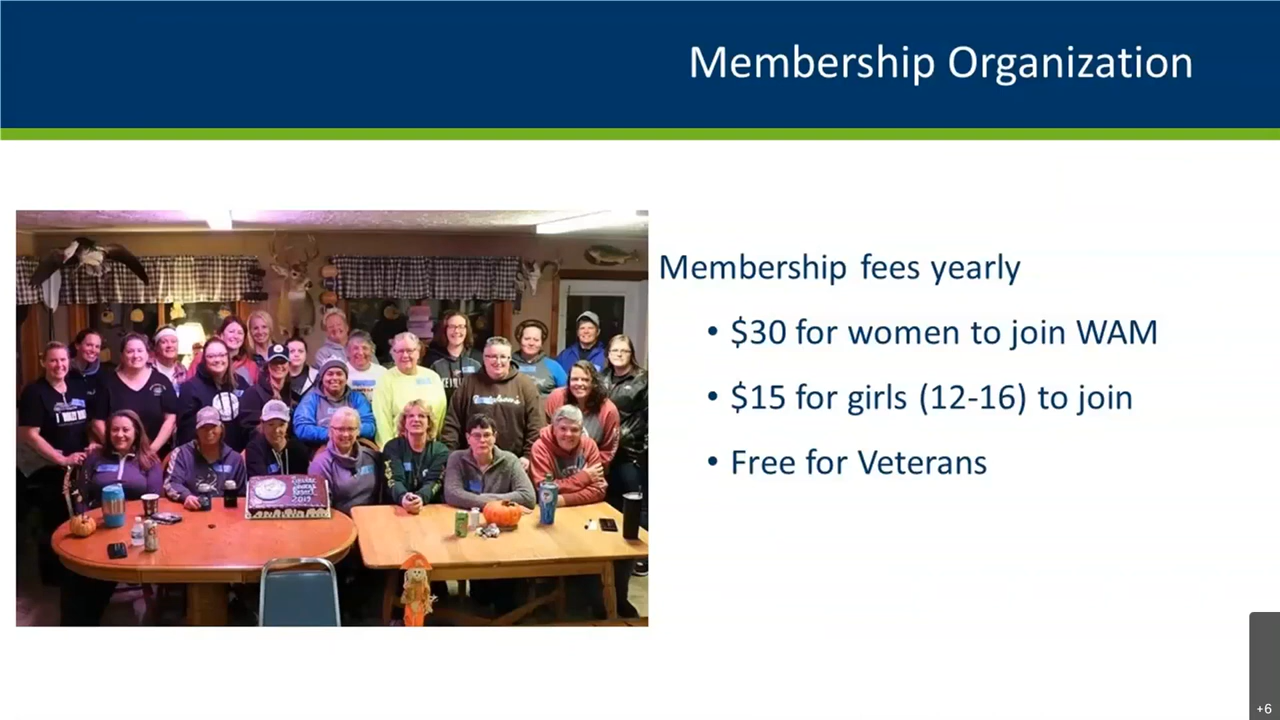 Membership Organization
Membership fees yearly
• $30 for women to join WAM
• $15 for girls (12-16) to join
• Free for Veterans
2019
+6